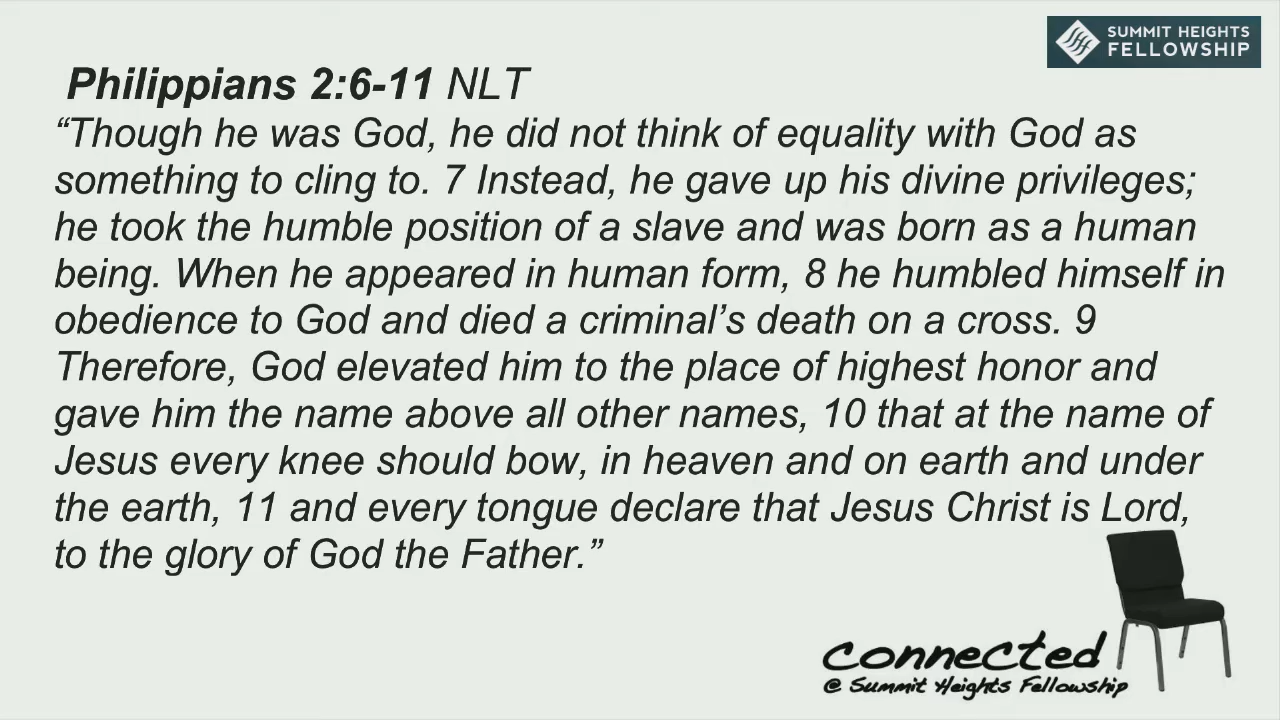 SUMMIT HEIGHTS
FELLOWSHIP
Philippians 2:6-11 NLT
“Though he was God, he did not think of equality with God as
something to cling to. 7 Instead, he gave up his divine privileges;
he took the humble position of a slave and was born as a human
being. When he appeared in human form, 8 he humbled himself in
obedience to God and died a criminal’s death on a cross. 9
Therefore, God elevated him to the place of highest honor and
gave him the name above all other names, 10 that at the name of
Jesus every knee should bow, in heaven and on earth and under
the earth, 11 and every tongue declare that Jesus Christ is Lord,
to the glory of God the Father.”
connected
@ Summit Heights Fellowship